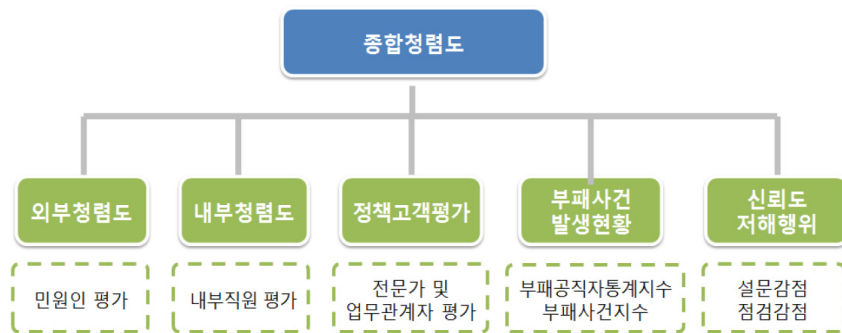 종합청렴도
외부청렴도
내부청렴도
정책고객평가
부패사건
발생현황
신뢰도
저해행위
민원인 평가
내부직원 평가
전문가 및
업무관계자 평가
부패공직자통계지수
부패사건지수
설문감점
점검감점